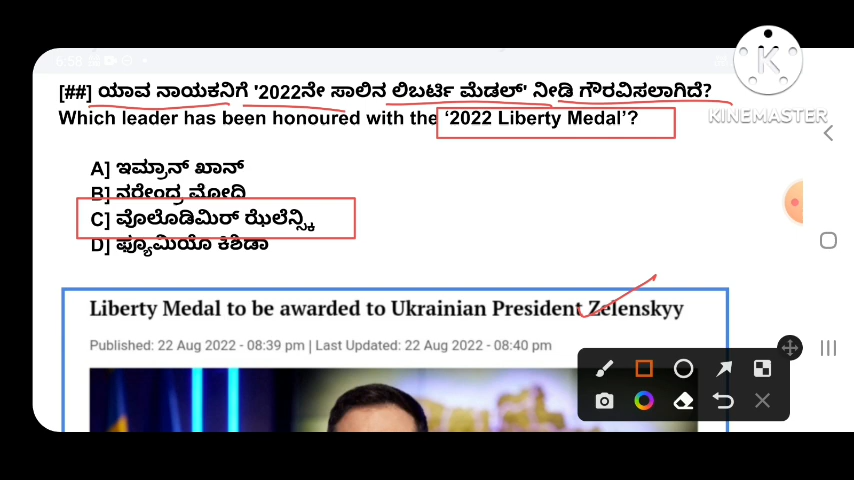 [##] ಯಾವ ನಾಯಕನಿಗೆ '2022ನೇ ಸಾಲಿನ ಲಿಬರ್ಟಿ ಮೆಡಲ್' ನೀಡಿ ಗೌರವಿಸಲಾಗಿದೆ?
Which leader has been honoured with the ‘2022 Liberty Medal’?
KINEMASTER
A] ಇಮ್ರಾನ್ ಖಾನ್
B] ನರೇಂದ್ರ ಮೋದಿ
C] ವೊಲೊಡಿಮಿರ್ ಝೆಲೆನ್ಸ್ಕಿ
D] ಫ್ಯೂಮಿಯೊ ಕಿಶಿಡಾ
Liberty Medal to be awarded to Ukrainian President Zelenskyy
Published: 22 Aug 2022 - 08:39 pm | Last Updated: 22 Aug 2022 - 08:40 pm